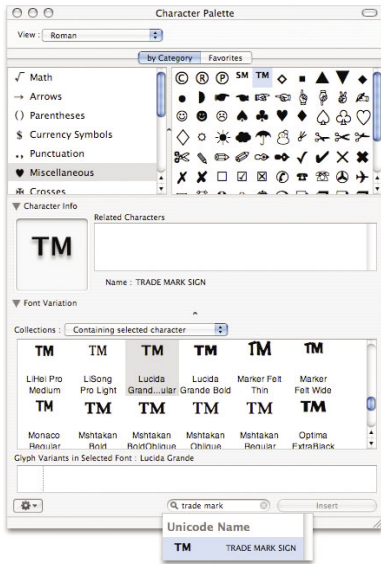 Character Palette
View : Roman
by Category Favorites
√ Math
→ Arrows
() Parentheses
$ Currency Symbols
., Punctuation
♥ Miscellaneous
Crosses
© ® ℗ SM TM
Character Info
Related Characters
TM
Name : TRADE MARK SIGN
Font Variation
Collections : Containing selected character
TM TM TM TM TM TM
LiHei Pro Medium LiSong Pro Light Lucida Grand...ular Lucida Grande Bold Marker Felt Thin Marker Felt Wide
TM TM TM TM TM TM
Monaco Regular Mshtakan Bold Mshtakan BoldOblique Mshtakan Oblique Mshtakan Regular Optima ExtraBlack
Glyph Variants in Selected Font : Lucida Grande
trade mark Insert
Unicode Name
TM TRADE MARK SIGN